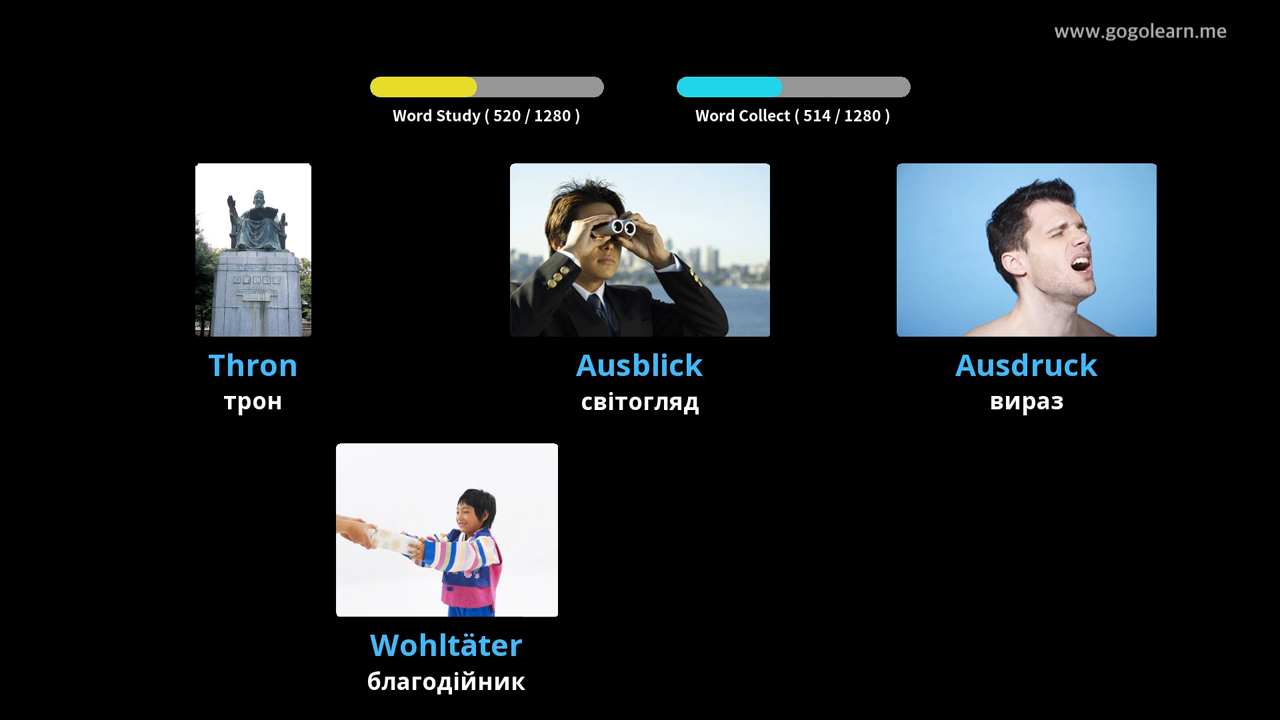 www.gogolearn.me
Word Study ( 520 / 1280 )
Word Collect ( 514 / 1280 )
Thron
трон
Ausblick
світогляд
Ausdruck
вираз
Wohltäter
благодійник